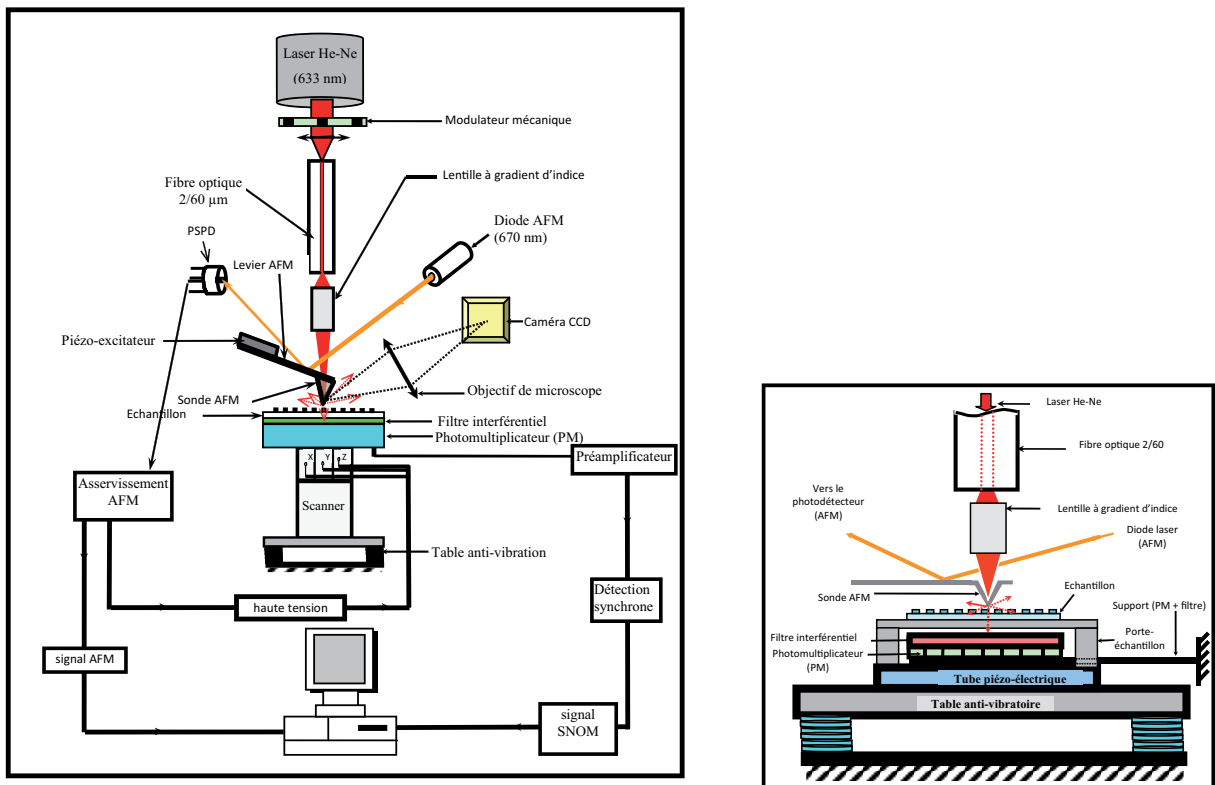 Laser He-Ne
(633 nm)
Modulateur mécanique
Lentille à gradient d'indice
Fibre optique
2/60 µm
Diode AFM
(670 nm)
PSPD
Levier AFM
Caméra CCD
Piézo-excitateur
Objectif de microscope
Sonde AFM
Echantillon
Filtre interférentiel
Photomultiplicateur (PM)
Préamplificateur
X Y Z
Asservissement
AFM
Scanner
Table anti-vibration
Détection
synchrone
haute tension
signal AFM
signal
SNOM
Laser He-Ne
Fibre optique 2/60
Vers le
photodétecteur
(AFM)
Lentille à gradient d'indice
Diode laser
(AFM)
Sonde AFM
Echantillon
Support (PM + filtre)
Filtre interférentiel
Photomultiplicateur
(PM)
Porte-
échantillon
Tube piézo-électrique
Table anti-vibratoire